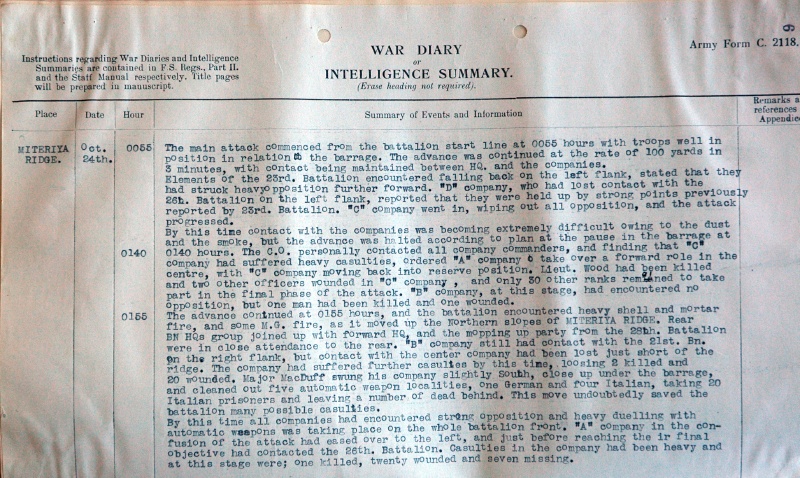 6
Army Form C. 2118.
WAR DIARY
or
INTELLIGENCE SUMMARY.
(Erase heading not required).
Instructions regarding War Diaries and Intelligence
Summaries are contained in F.S. Regs., Part II.
and the Staff Manual respectively. Title pages
will be prepared in manuscript.
Place Date Hour Summary of Events and Information Remarks a
references
Appendic
MITERIYA RIDGE. Oct. 24th. 0055 The main attack commenced from the battalion start line at 0055 hours with troops well in
position in relation to the barrage. The advance was continued at the rate of 100 yards in
3 minutes, with contact being maintained between HQ. and the companies.
Elements of the 23rd. Battalion encountered falling back on the left flank, stated that they
had struck heavy opposition further forward. "D" company, who had lost contact with the
26th. Battalion on the left flank, reported that they were held up by strong points previously
reported by 23rd. Battalion. "C" company went in, wiping out all opposition, and the attack
progressed.
By this time contact with the companies was becoming extremely difficult owing to the dust
and the smoke, but the advance was halted according to plan at the pause in the barrage at
0140 0140 hours. The C.O. personally contacted all company commanders, and finding that "C"
company had suffered heavy casulties, ordered "A" company to take over a forward role in the
centre, with "C" company moving back into reserve position. Lieut. Wood had been killed
and two other officers wounded in "C" company, and only 30 other ranks remained to take
part in the final phase of the attack. company, at this stage, had encountered no
opposition, but one man had been killed and one wounded.
0155 The advance continued at 0155 hours, and the battalion encountered heavy shell and mortar
fire, and some M.G. fire, as it moved up the Northern slopes of MITERIYA RIDGE. Rear
BN HQs group joined up with forward HQ, and the mopping up party from the 28th. Battalion
were in close attendance to the rear. "B" company still had contact with the 21st. Bn.
on the right flank, but contact with the center company had been lost just short of the
ridge. The company had suffered further casulties by this time, loosing 2 killed and
20 wounded. Major MacDuff swung his company slightly South, close up under the barrage,
and cleaned out five automatic weapon localities, one German and four Italian, taking 20
Italian prisoners and leaving a number of dead behind. This move undoubtedly saved the
battalion many possible casulties.
By this time all companies had encountered strong opposition and heavy duelling with
automatic weapons was taking place on the whole battalion front. "A" company in the con-
fusion of the attack had eased over to the left, and just before reaching the ir final
objective had contacted the 26th. Battalion. Casulties in the company had been heavy and
at this stage were; one killed, twenty wounded and seven missing.